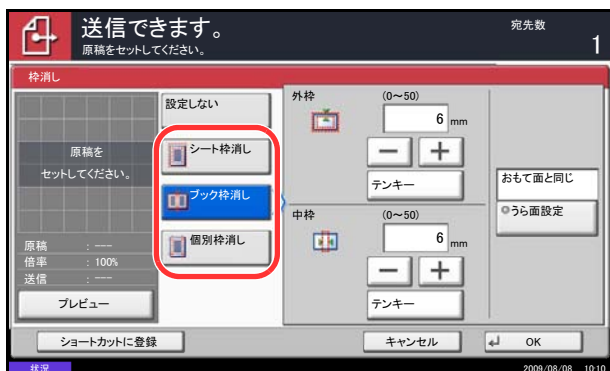 送信できます。
原稿をセットしてください。
宛先数
1
枠消し
原稿を
セットしてください。
原稿 : ---
倍率 : 100%
送信 : ---
プレビュー
設定しない
シート枠消し
ブック枠消し
個別枠消し
外枠 (0～50)
6 mm
－ ＋
テンキー
中枠 (0～50)
6 mm
－ ＋
テンキー
おもて面と同じ
うら面設定
ショートカットに登録
キャンセル
OK
状況
2009/08/08 10:10